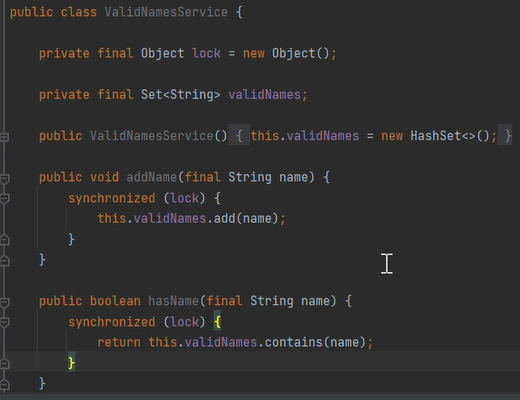 public class ValidNamesService {
private final Object lock = new Object();
private final Set<String> validNames;
public ValidNamesService() { this.validNames = new HashSet<>(); }
public void addName(final String name) {
synchronized (lock) {
this.validNames.add(name);
}
}
public boolean hasName(final String name) {
synchronized (lock) {
return this.validNames.contains(name);
}
}